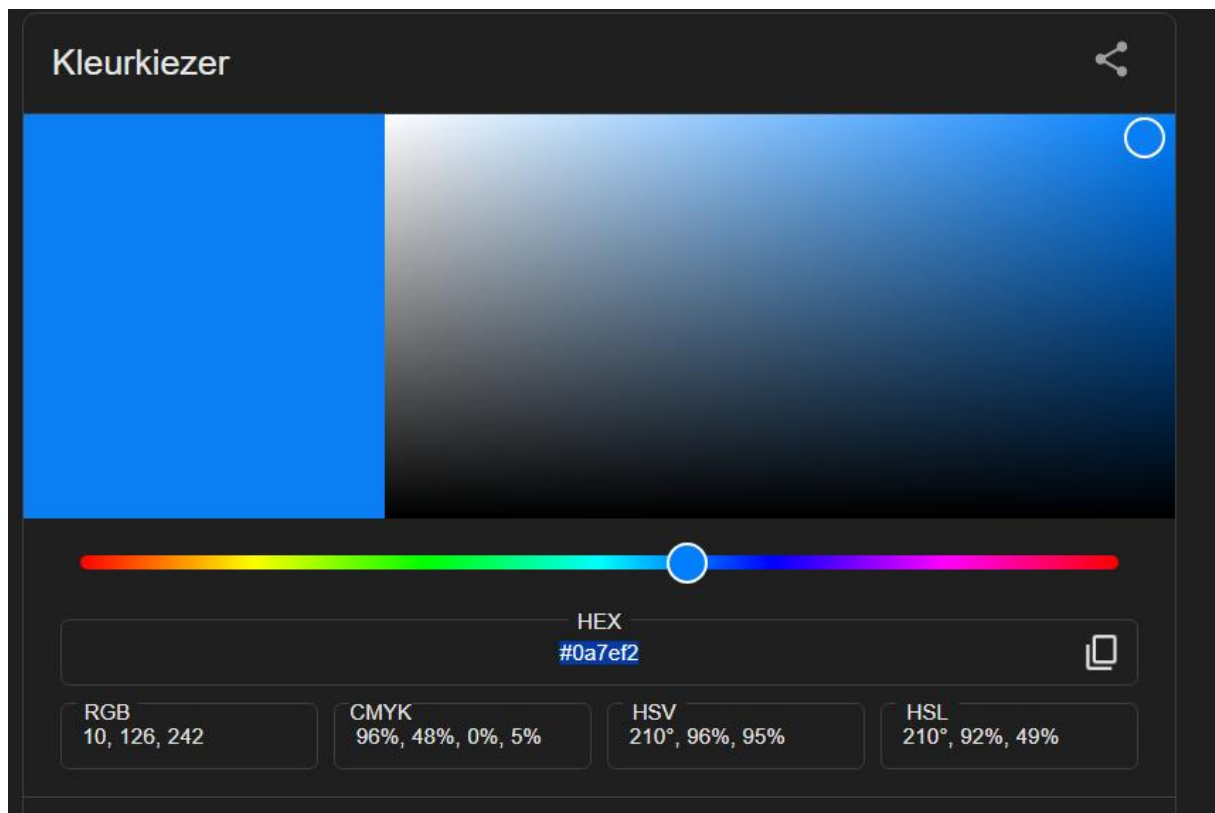 Kleurkiezer
HEX
#0a7ef2
RGB
10, 126, 242
CMYK
96%, 48%, 0%, 5%
HSV
210°, 96%, 95%
HSL
210°, 92%, 49%